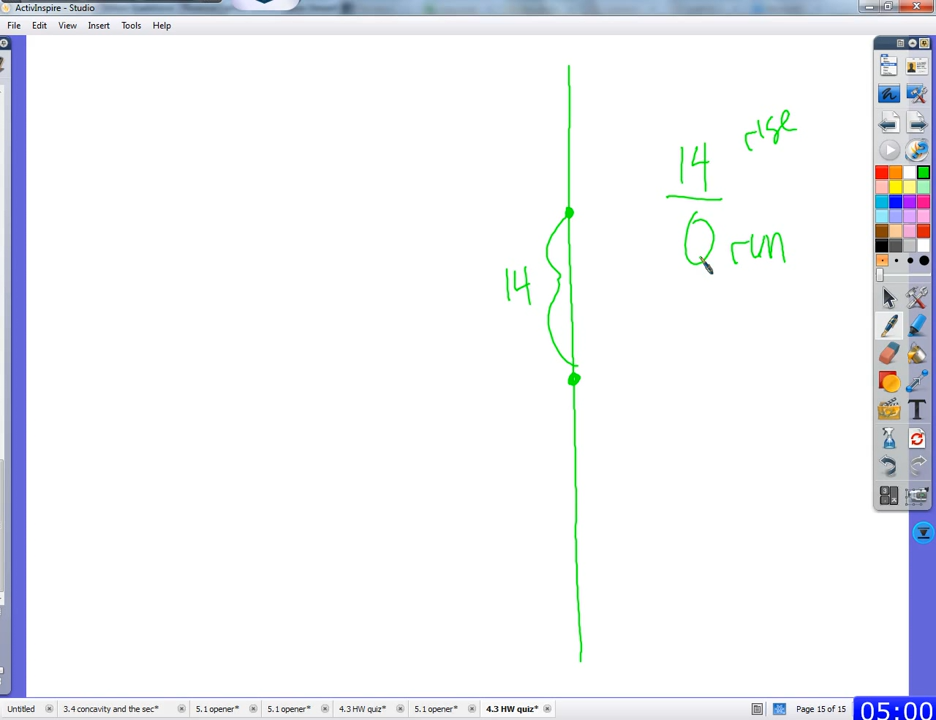 ActivInspire - Studio
File Edit View Insert Tools Help
rise
14
0 run
14
Untitled 3.4 concavity and the sec* 5.1 opener* 5.1 opener* 4.3 HW quiz* 5.1 opener* 4.3 HW quiz* Page 15 of 15 05:00